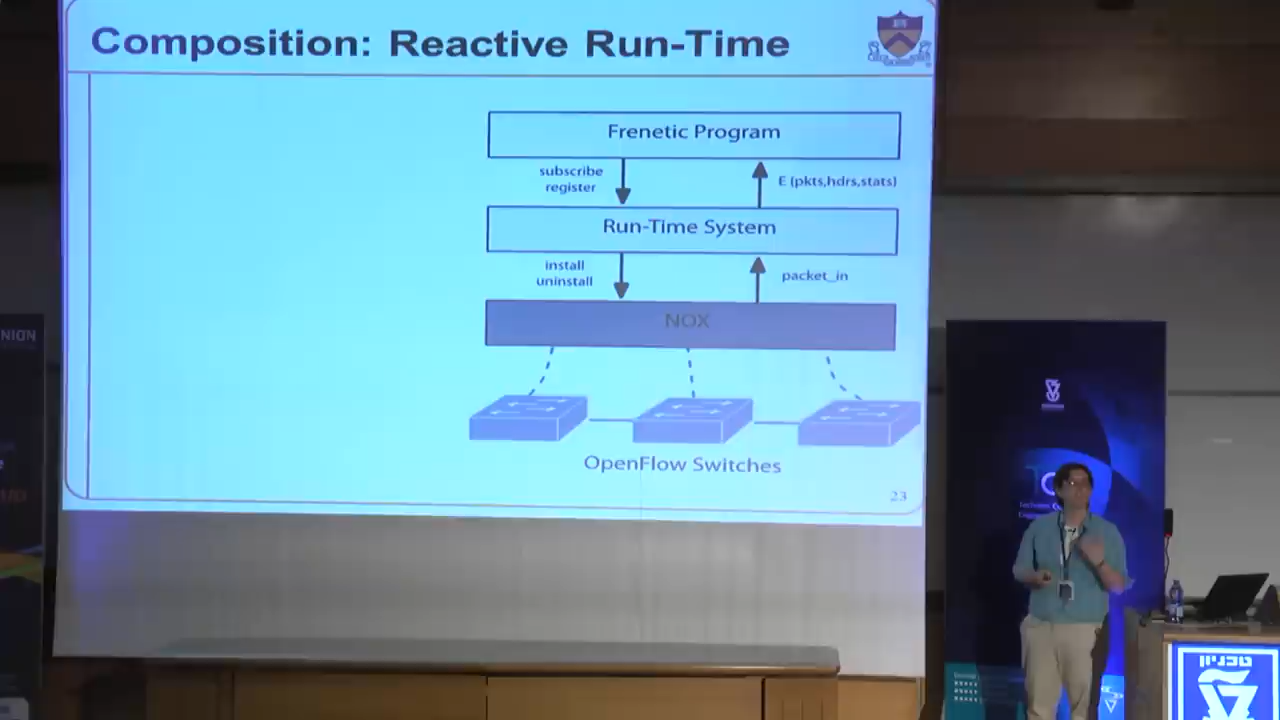 Composition: Reactive Run-Time
Frenetic Program
subscribe
register
E (pkts,hdrs,stats)
Run-Time System
install
uninstall
packet_in
NOX
OpenFlow Switches
23
NION
טכניון